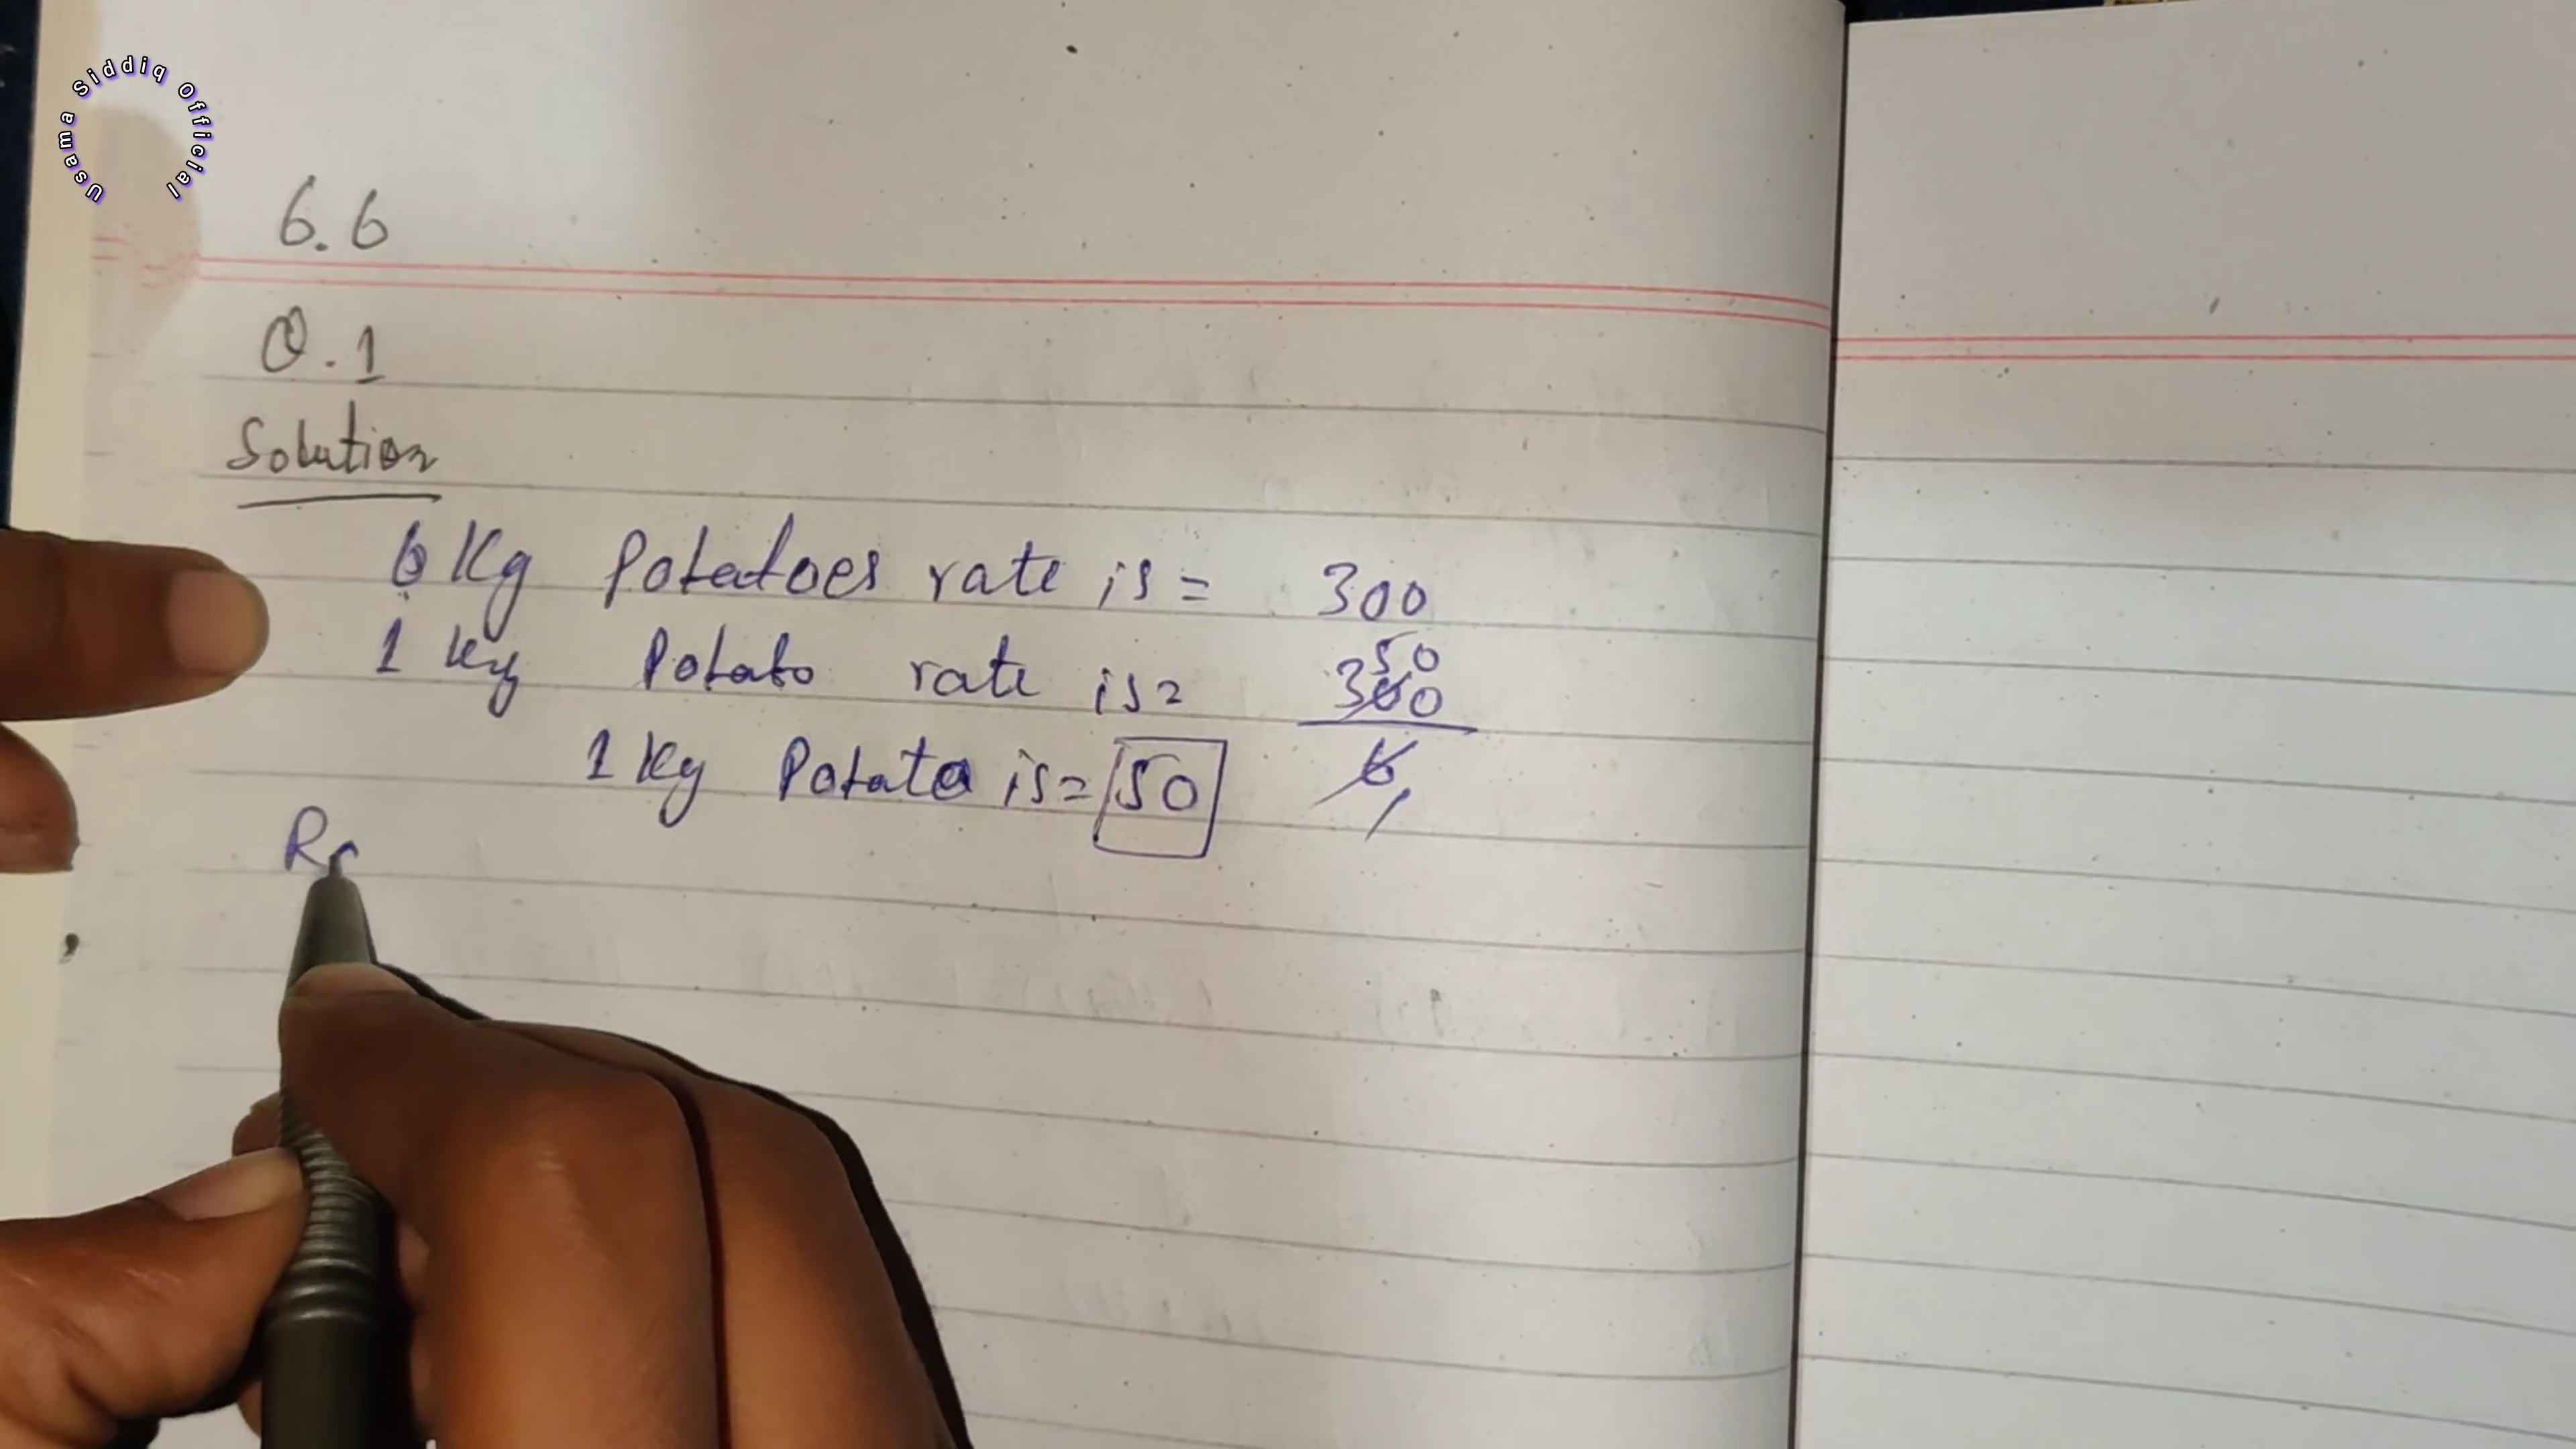 Usama Siddiq Official
6.6
Q.1
Solution
6 Kg Potatoes rate is = 300
50
1 Kg Potato rate is = 300
6
1 Kg Potato is = 50